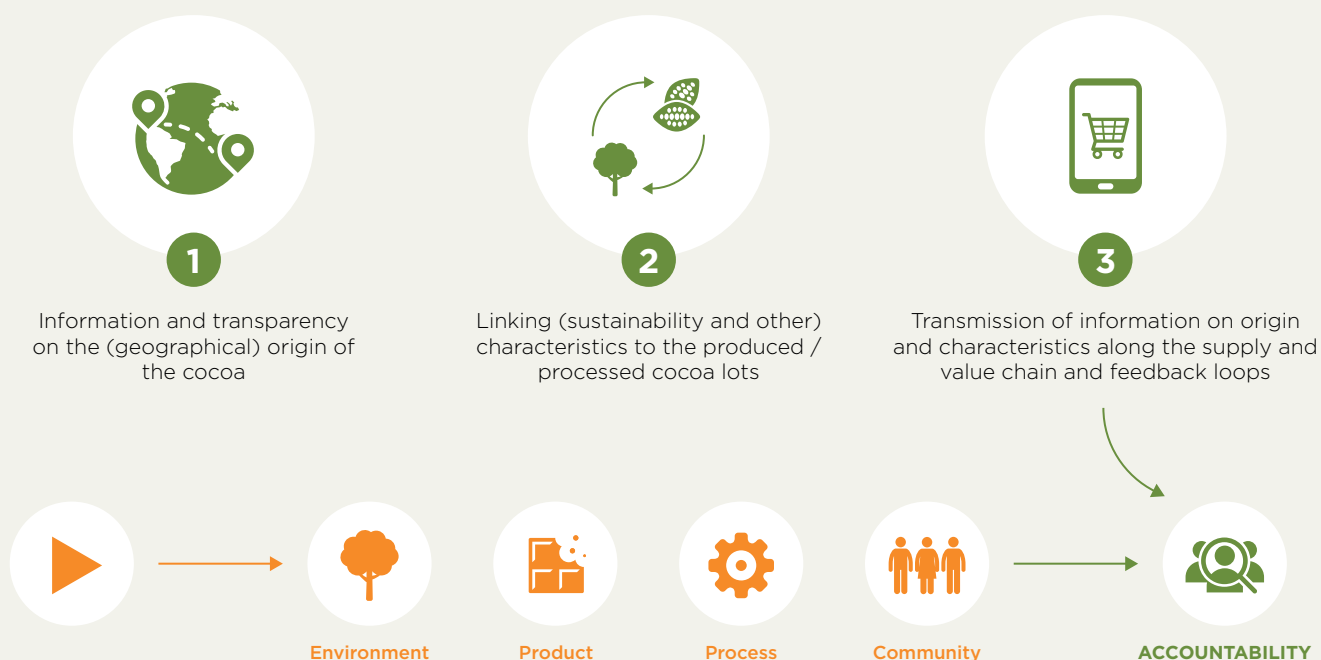 1
Information and transparency
on the (geographical) origin of
the cocoa
2
Linking (sustainability and other)
characteristics to the produced /
processed cocoa lots
3
Transmission of information on origin
and characteristics along the supply and
value chain and feedback loops
Environment
Product
Process
Community
ACCOUNTABILITY